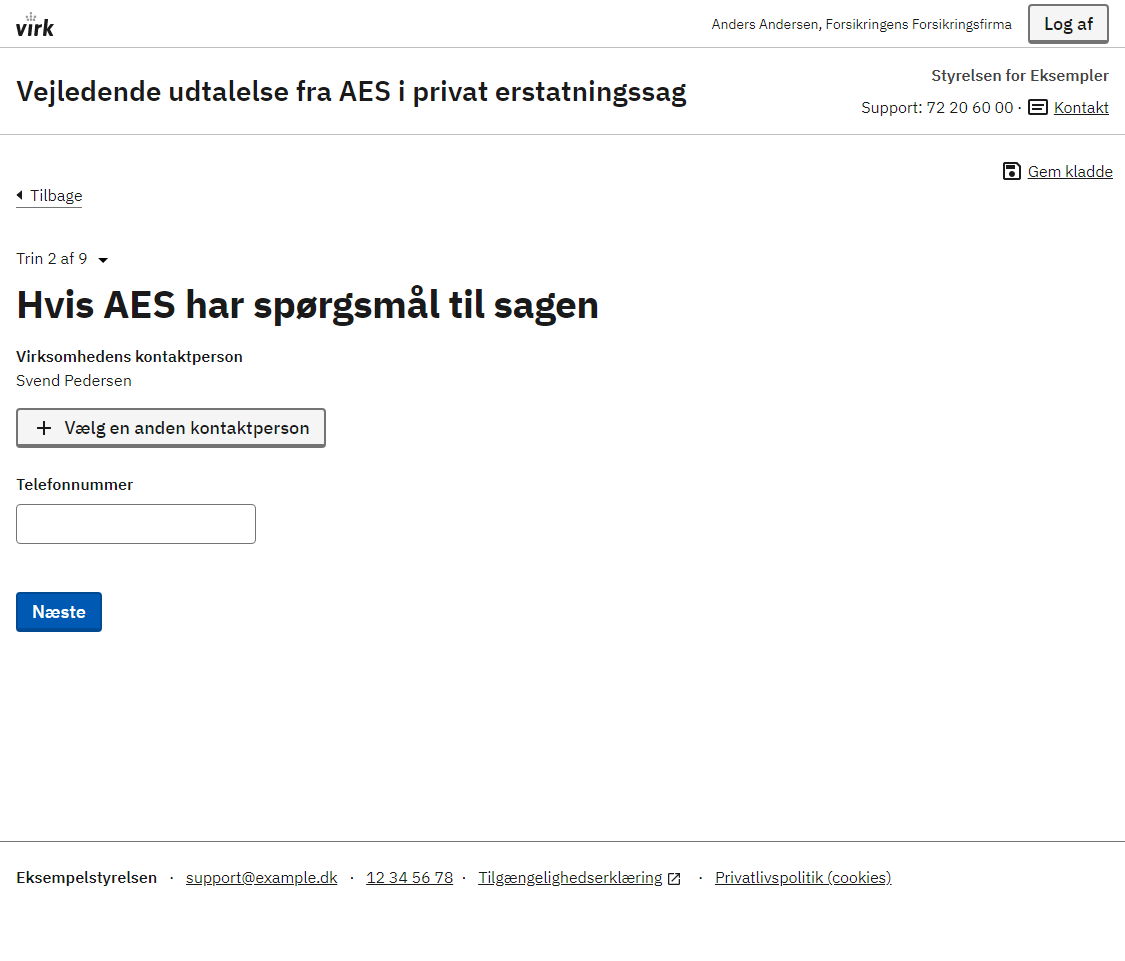 virk
Anders Andersen, Forsikringens Forsikringsfirma
Log af
Vejledende udtalelse fra AES i privat erstatningssag
Styrelsen for Eksempler
Support: 72 20 60 00 · Kontakt
Gem kladde
Tilbage
Trin 2 af 9
Hvis AES har spørgsmål til sagen
Virksomhedens kontaktperson
Svend Pedersen
Vælg en anden kontaktperson
Telefonnummer
Næste
Eksempelstyrelsen · support@example.dk · 12 34 56 78 · Tilgængelighedserklæring · Privatlivspolitik (cookies)